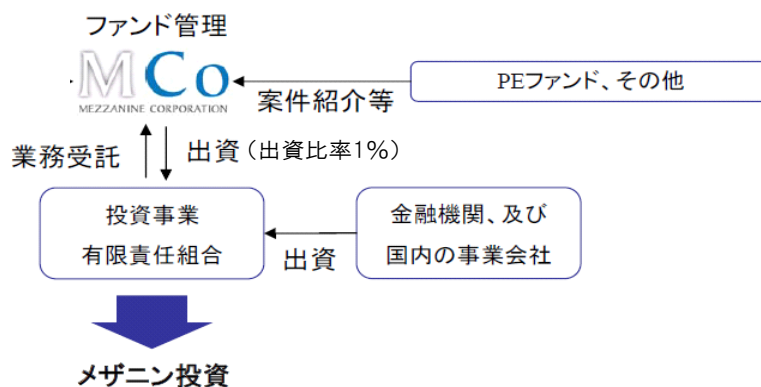 ファンド管理
MCo
MEZZANINE CORPORATION
PEファンド、その他
案件紹介等
業務受託
出資（出資比率1％）
投資事業
有限責任組合
出資
金融機関、及び
国内の事業会社
メザニン投資